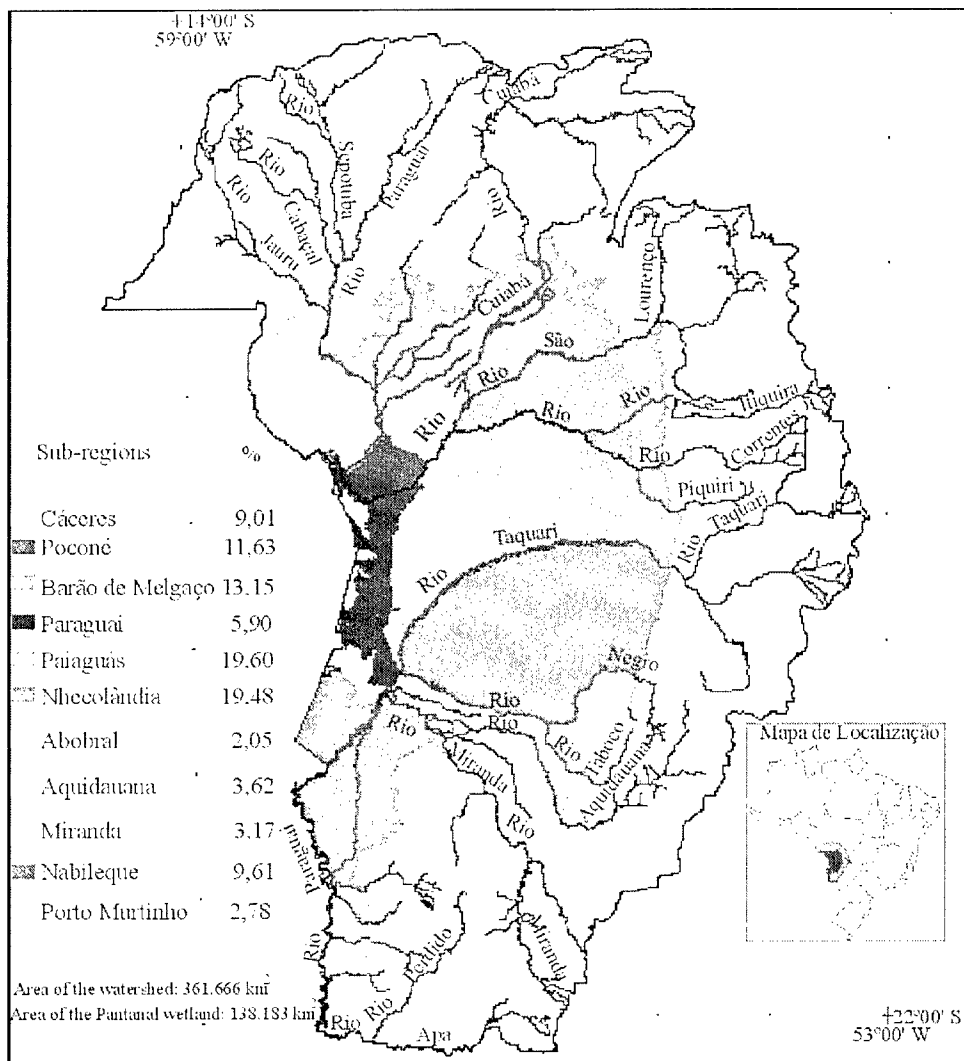 +14°00' S
59°00' W
Cuiabá
Rio
Sepotuba
Paraguai
Rio
Rio
Cabaçal
Rio
Jauru
Rio
Rio
Cuiabá
Lourenço
São
Rio
Rio
Rio
Rio
Itiquira
Correntes
Rio
Piquiri
Taquari
Rio
Taquari
Rio
Negro
Rio
Rio
Rio
Rio
Taboco
Aquidauana
Miranda
Rio
Miranda
Paraguai
Rio
Perdido
Rio
Rio
Apa
Sub-regions %
Cáceres 9,01
Poconé 11,63
Barão de Melgaço 13.15
Paraguai 5,90
Paiaguás 19.60
Nhecolàndia 19.48
Abobral 2,05
Aquidauana 3,62
Miranda 3.17
Nabileque 9,61
Porto Murtinho 2,78
Mapa de Localização
Area of the watershed: 361.666 km²
Area of the Pantanal wetland: 138.183 km²
+22°00' S
53°00' W